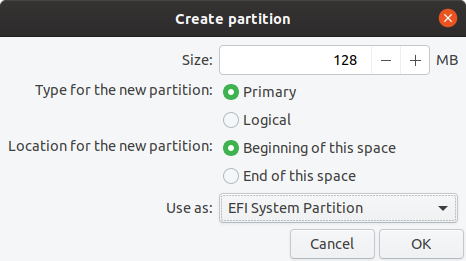 Create partition
Size: 128 − + MB
Type for the new partition: Primary
Logical
Location for the new partition: Beginning of this space
End of this space
Use as: EFI System Partition
Cancel OK